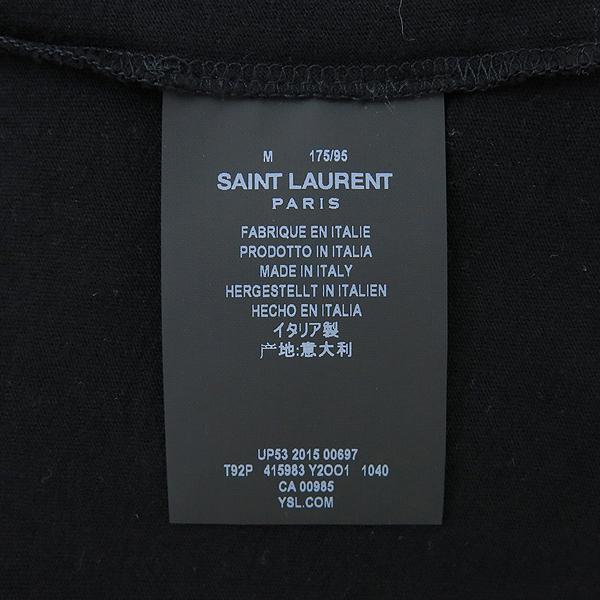 M 175/95
SAINT LAURENT
PARIS
FABRIQUE EN ITALIE
PRODOTTO IN ITALIA
MADE IN ITALY
HERGESTELLT IN ITALIEN
HECHO EN ITALIA
イタリア製
产地:意大利
UP53 2015 00697
T92P 415983 Y2OO1 1040
CA 00985
YSL.COM